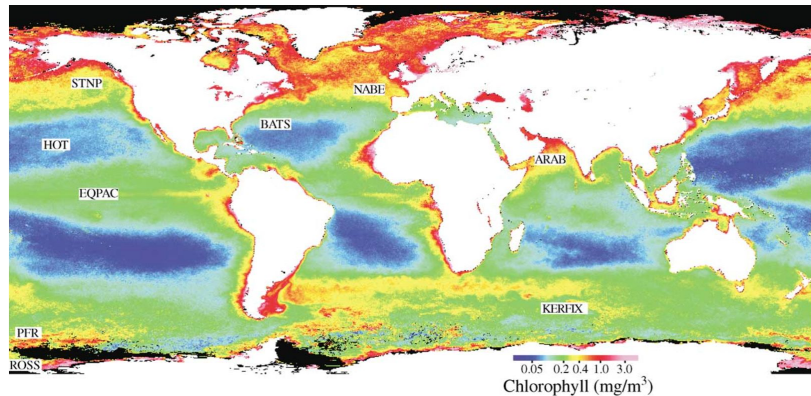 STNP
NABE
BATS
HOT
ARAB
EQPAC
KERFIX
PFR
ROSS
0.05 0.2 0.4 1.0 3.0
Chlorophyll (mg/m³)